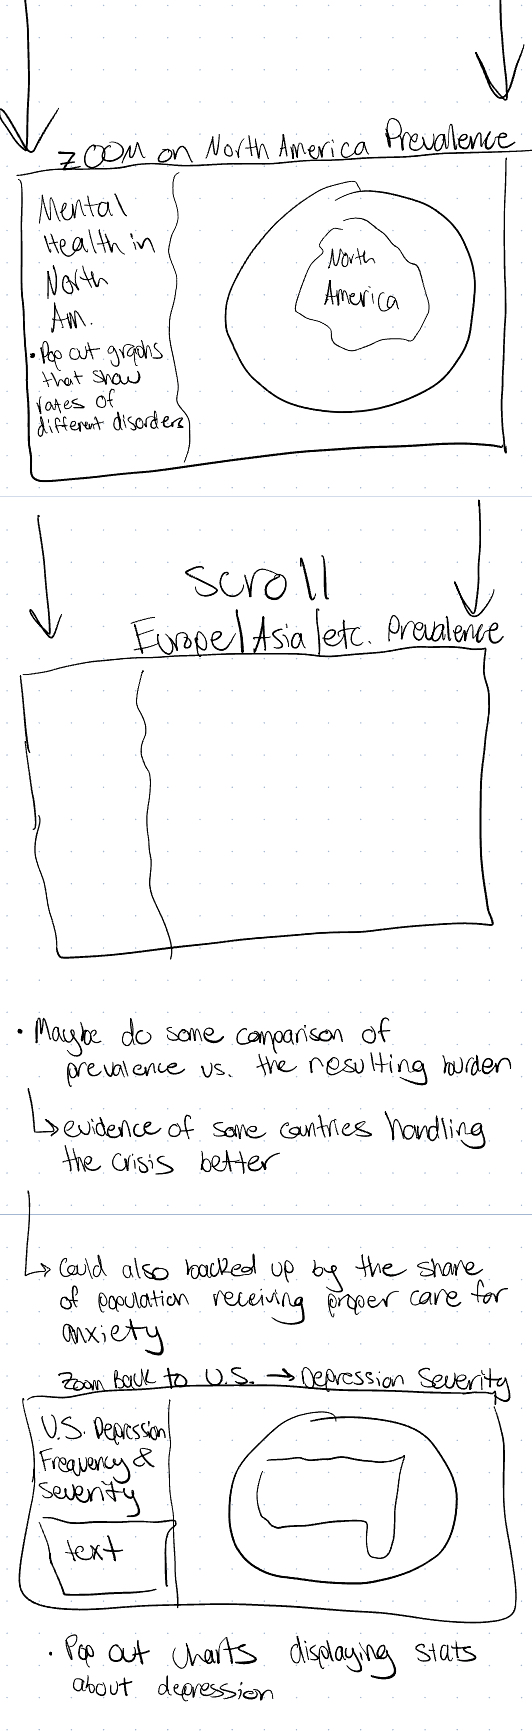 ZOOM on North America Prevalence
Mental
Health in
North
Am.
• Pop out graphs
that show
rates of
different disorders
North
America
Scroll
Europe/Asia/etc. Prevalence
• Maybe do some comparison of
prevalence vs. the resulting burden
↳ evidence of some countries handling
the crisis better
↳ Could also backed up by the share
of population receiving proper care for
anxiety
Zoom Back to U.S. → Depression Severity
U.S. Depression
Frequency &
Severity
text
• Pop out charts displaying stats
about depression